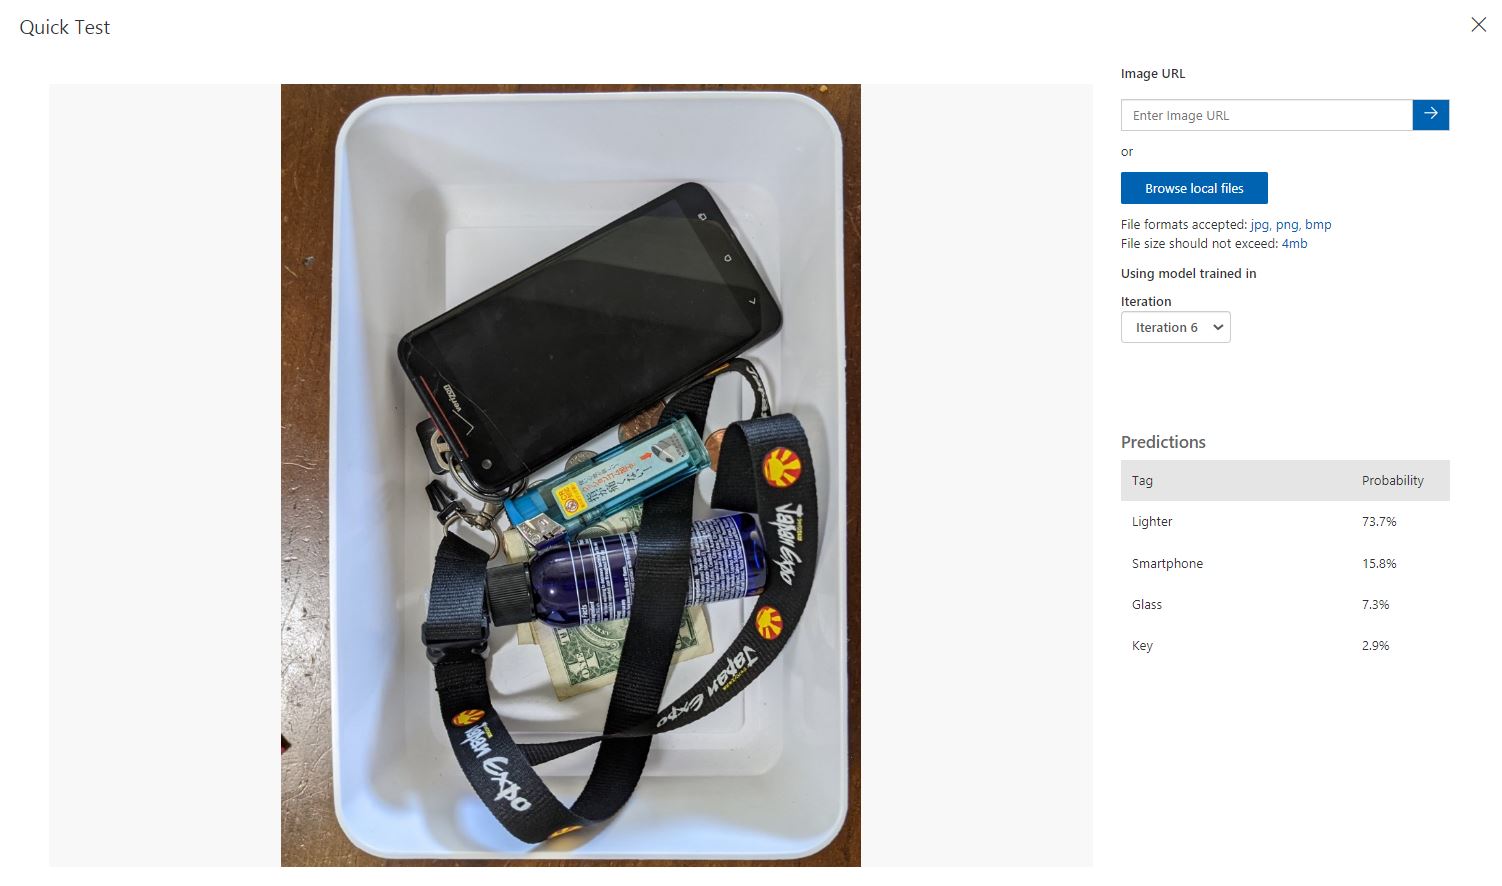 Quick Test
Image URL
Enter Image URL
or
Browse local files
File formats accepted: jpg, png, bmp
File size should not exceed: 4mb
Using model trained in
Iteration
Iteration 6
Predictions
Tag Probability
Lighter 73.7%
Smartphone 15.8%
Glass 7.3%
Key 2.9%
verizon
Japan Expo
Japan Expo
Japan Expo